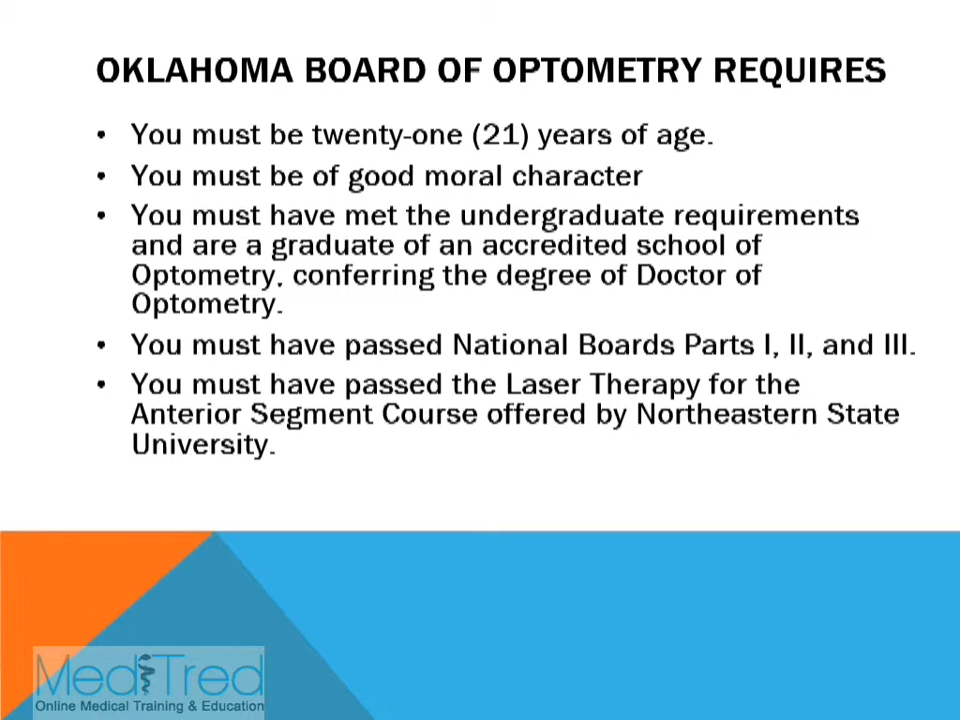 OKLAHOMA BOARD OF OPTOMETRY REQUIRES
• You must be twenty-one (21) years of age.
• You must be of good moral character
• You must have met the undergraduate requirements
and are a graduate of an accredited school of
Optometry, conferring the degree of Doctor of
Optometry.
• You must have passed National Boards Parts I, II, and III.
• You must have passed the Laser Therapy for the
Anterior Segment Course offered by Northeastern State
University.
MediTred
Online Medical Training & Education